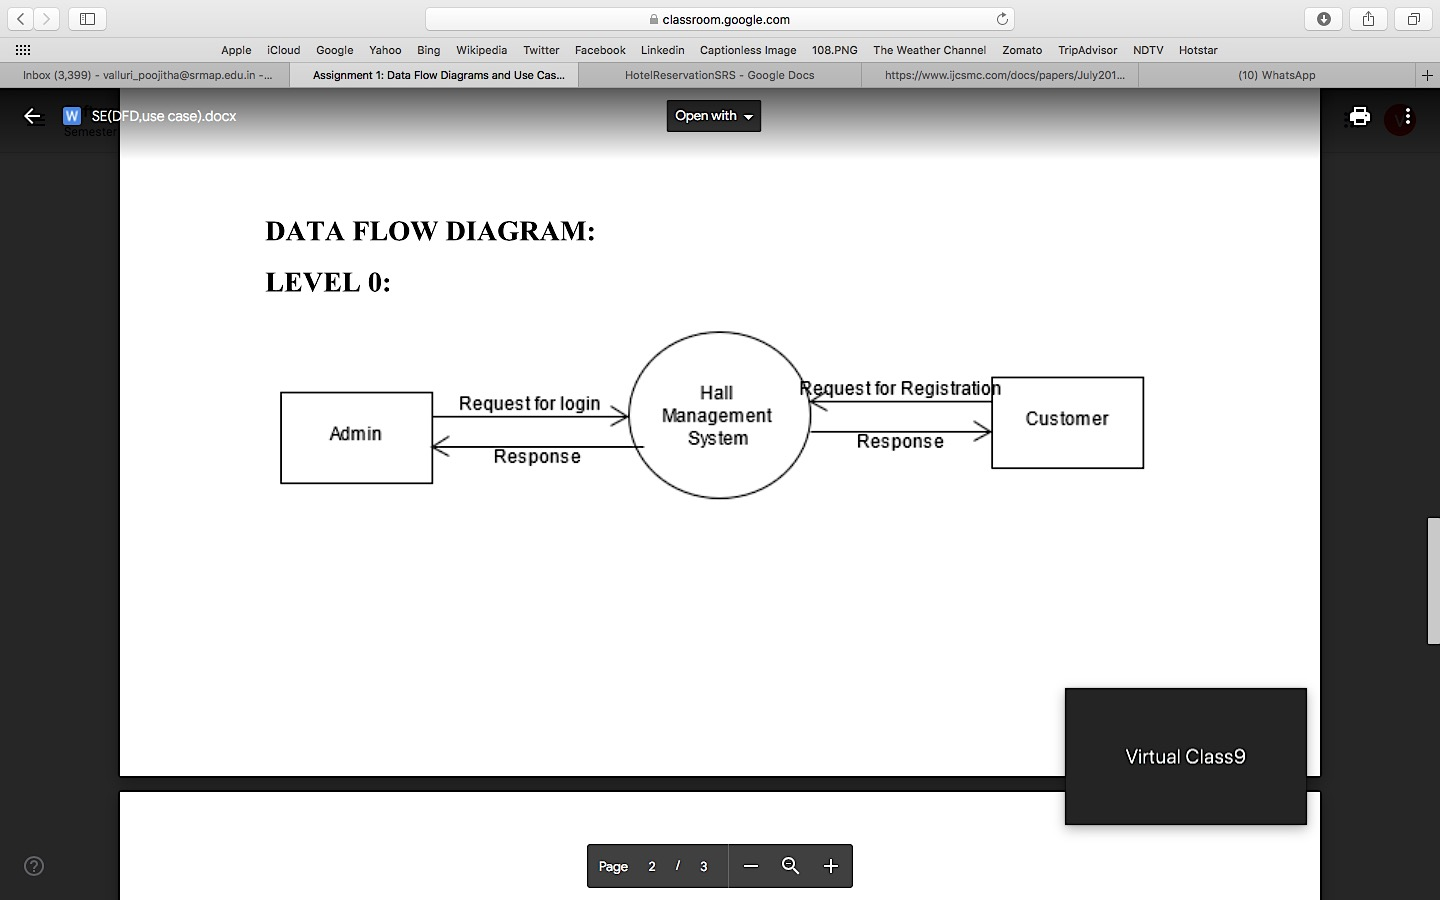 classroom.google.com
Apple iCloud Google Yahoo Bing Wikipedia Twitter Facebook Linkedin Captionless Image 108.PNG The Weather Channel Zomato TripAdvisor NDTV Hotstar
Inbox (3,399) - valluri_poojitha@srmap.edu.in -... Assignment 1: Data Flow Diagrams and Use Cas... HotelReservationSRS - Google Docs https://www.ijcsmc.com/docs/papers/July201... (10) WhatsApp
W SE(DFD,use case).docx Open with
Semester
DATA FLOW DIAGRAM:
LEVEL 0:
Admin
Request for login
Response
Hall
Management
System
Request for Registration
Response
Customer
Virtual Class9
Page 2 / 3